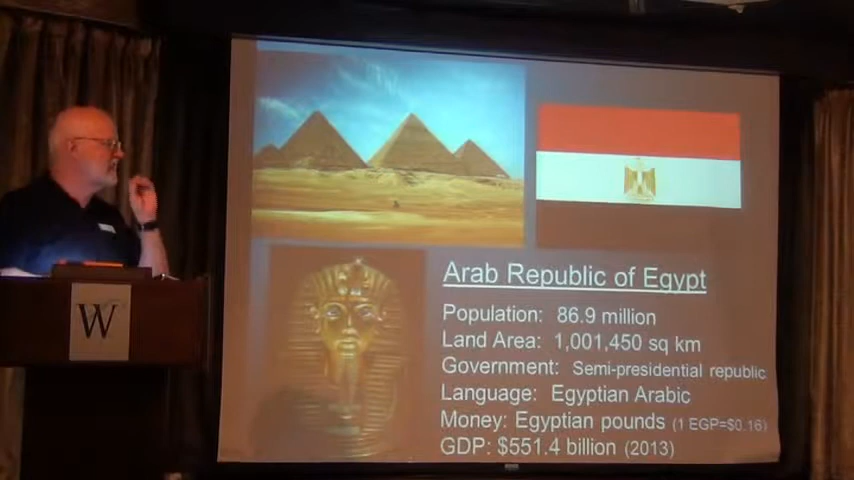 W
Arab Republic of Egypt
Population: 86.9 million
Land Area: 1,001,450 sq km
Government: Semi-presidential republic
Language: Egyptian Arabic
Money: Egyptian pounds (1 EGP=$0.16)
GDP: $551.4 billion (2013)